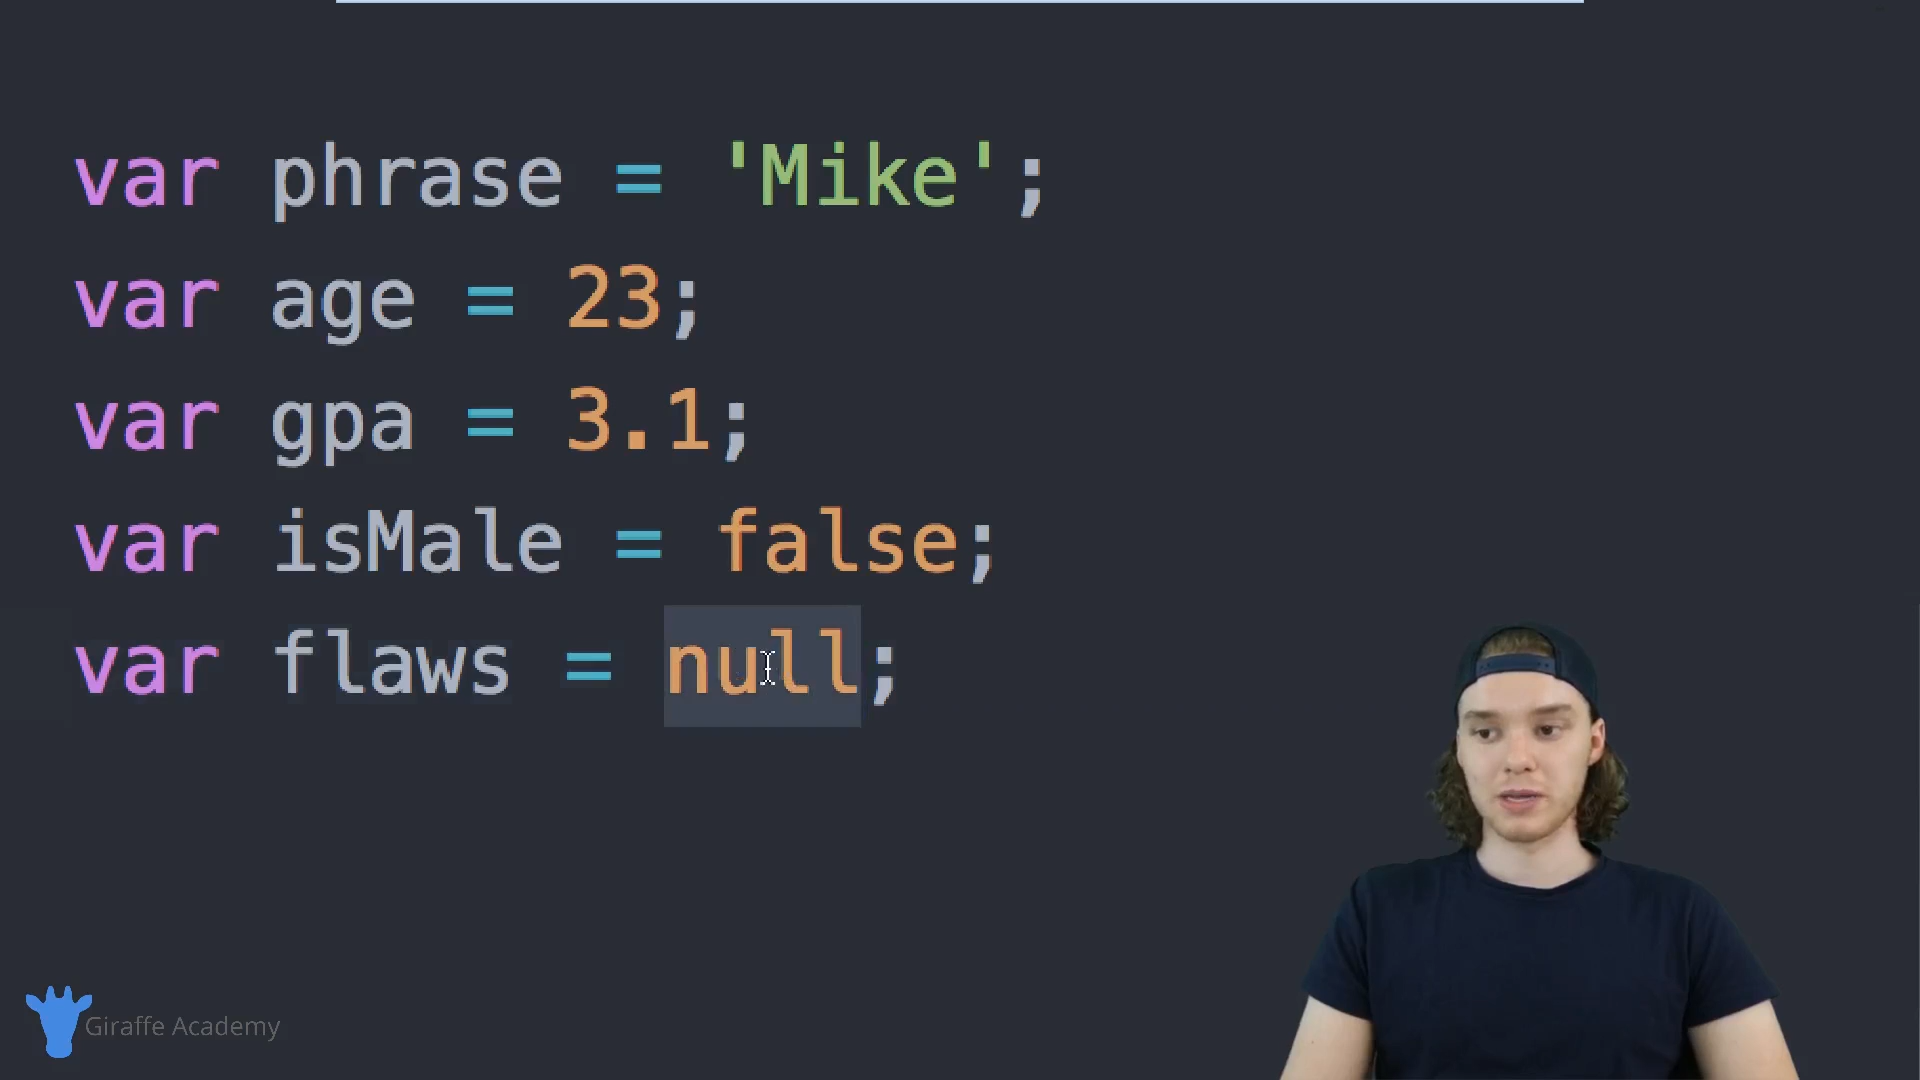 var phrase = 'Mike';
var age = 23;
var gpa = 3.1;
var isMale = false;
var flaws = null;
Giraffe Academy